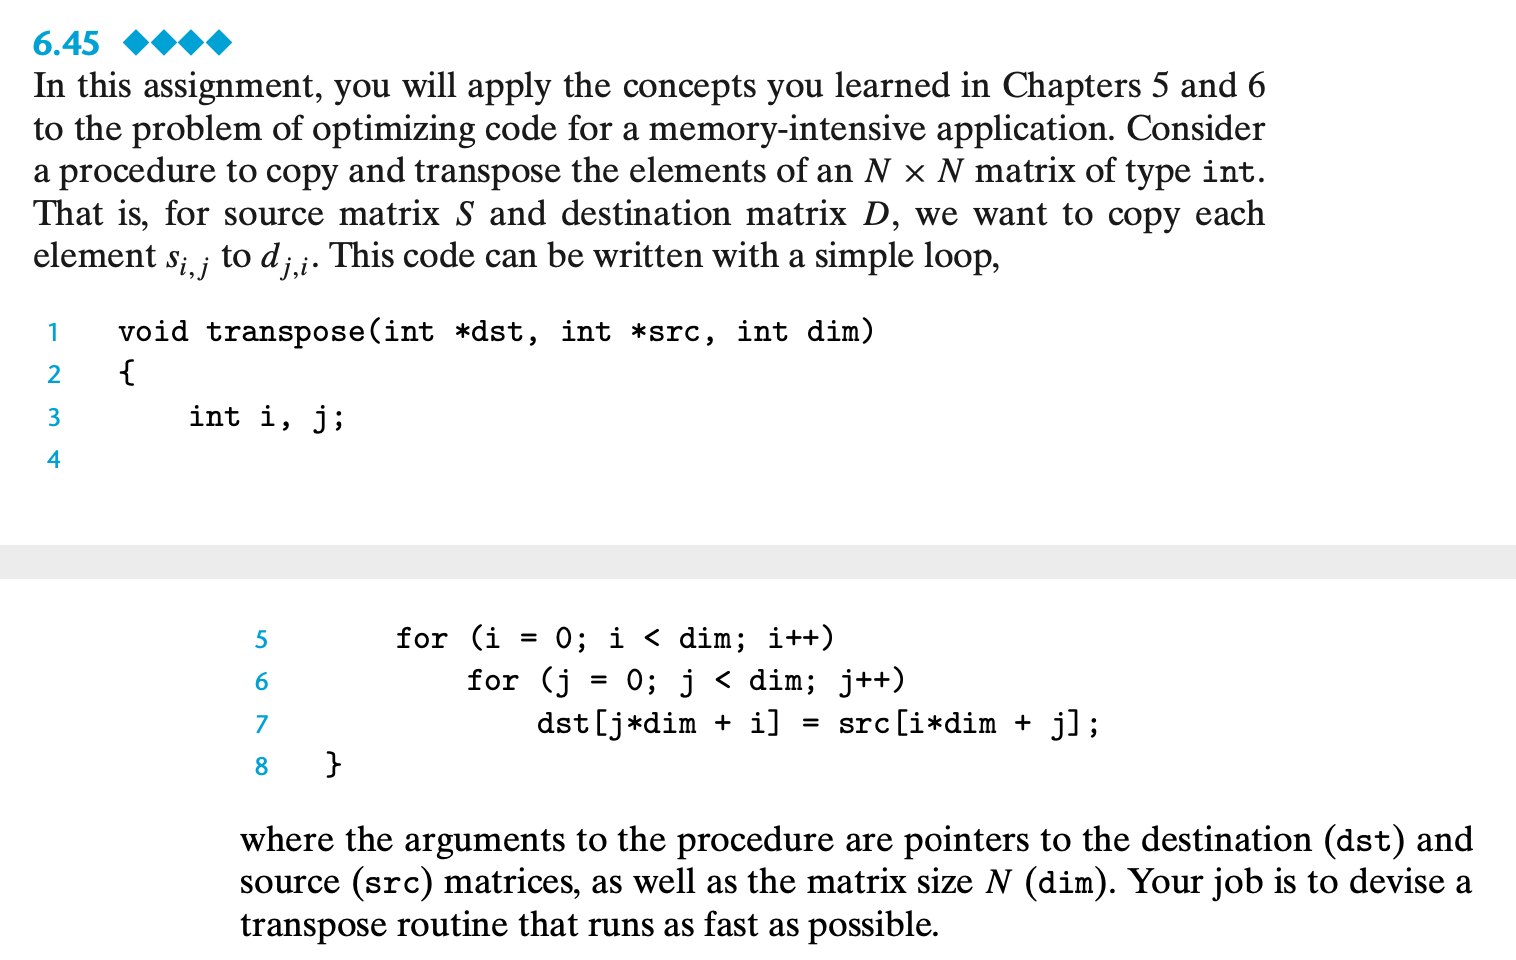 6.45 ◆◆◆◆
In this assignment, you will apply the concepts you learned in Chapters 5 and 6
to the problem of optimizing code for a memory-intensive application. Consider
a procedure to copy and transpose the elements of an N × N matrix of type int.
That is, for source matrix S and destination matrix D, we want to copy each
element s_{i,j} to d_{j,i}. This code can be written with a simple loop,
1 void transpose(int *dst, int *src, int dim)
2 {
3     int i, j;
4
5     for (i = 0; i < dim; i++)
6         for (j = 0; j < dim; j++)
7             dst[j*dim + i] = src[i*dim + j];
8 }
where the arguments to the procedure are pointers to the destination (dst) and
source (src) matrices, as well as the matrix size N (dim). Your job is to devise a
transpose routine that runs as fast as possible.